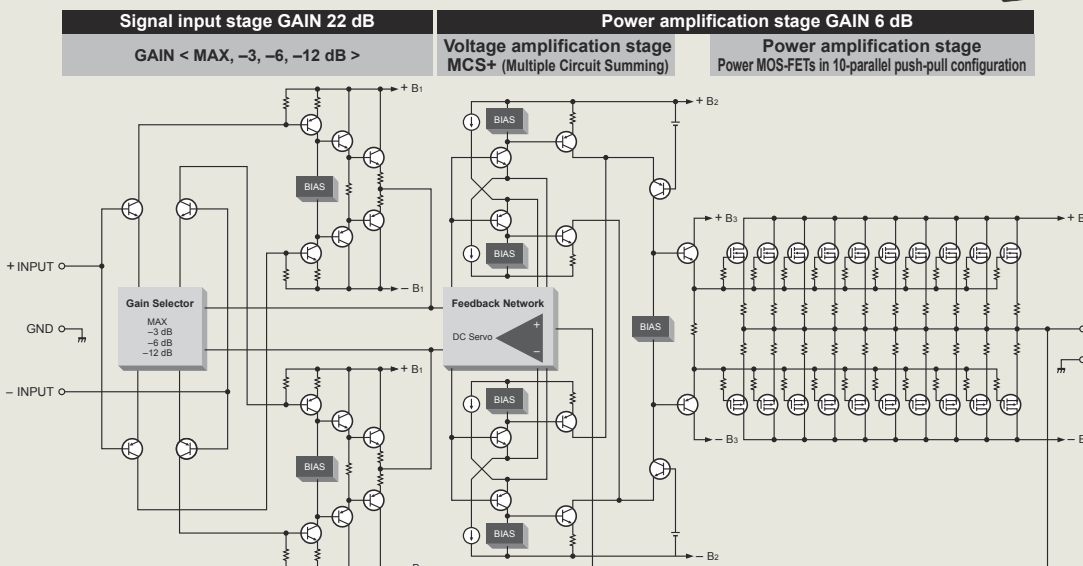 Signal input stage GAIN 22 dB
Power amplification stage GAIN 6 dB
GAIN < MAX, –3, –6, –12 dB >
Voltage amplification stage
MCS+ (Multiple Circuit Summing)
Power amplification stage
Power MOS-FETs in 10-parallel push-pull configuration
+ B1
+ B2
BIAS
BIAS
BIAS
+ B3
+ B
+ INPUT
– B1
Gain Selector
MAX
–3 dB
–6 dB
–12 dB
Feedback Network
DC Servo
+
–
BIAS
GND
– INPUT
+ B1
BIAS
BIAS
BIAS
– B3
– B
– B2